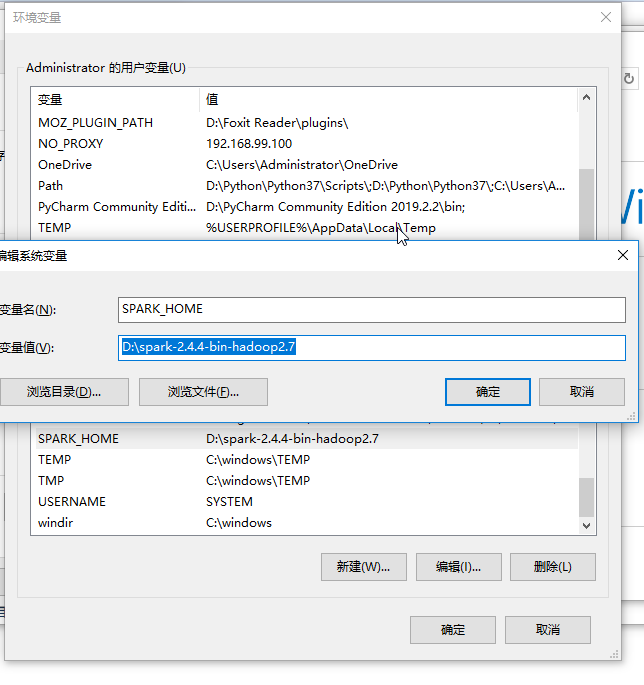 环境变量
Administrator 的用户变量(U)
变量 值
MOZ_PLUGIN_PATH D:\Foxit Reader\plugins\
NO_PROXY 192.168.99.100
OneDrive C:\Users\Administrator\OneDrive
Path D:\Python\Python37\Scripts\;D:\Python\Python37\;C:\Users\A...
PyCharm Community Editi... D:\PyCharm Community Edition 2019.2.2\bin;
TEMP %USERPROFILE%\AppData\Local\Temp
编辑系统变量
变量名(N): SPARK_HOME
变量值(V): D:\spark-2.4.4-bin-hadoop2.7
浏览目录(D)... 浏览文件(F)... 确定 取消
SPARK_HOME D:\spark-2.4.4-bin-hadoop2.7
TEMP C:\windows\TEMP
TMP C:\windows\TEMP
USERNAME SYSTEM
windir C:\windows
新建(W)... 编辑(I)... 删除(L)
确定 取消